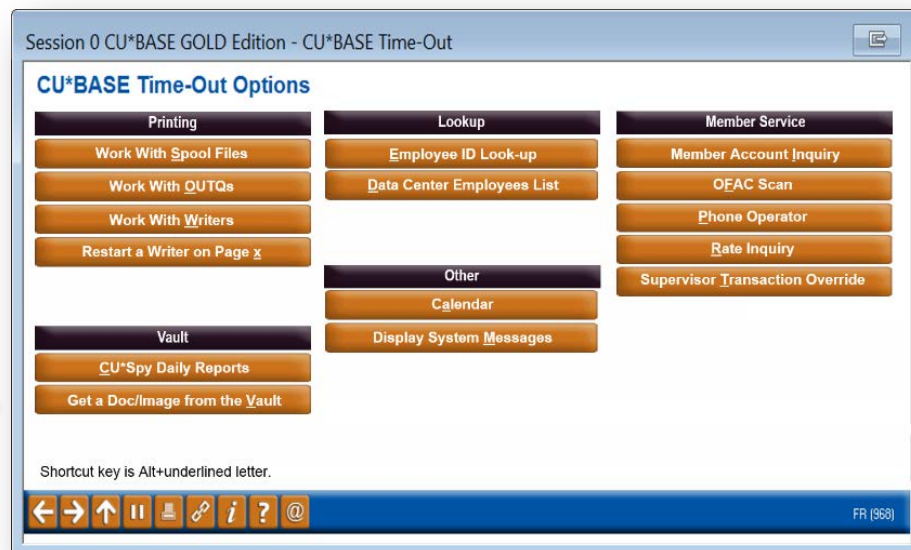 Session 0 CU*BASE GOLD Edition - CU*BASE Time-Out
CU*BASE Time-Out Options
Printing
Work With Spool Files
Work With OUTQs
Work With Writers
Restart a Writer on Page x
Vault
CU*Spy Daily Reports
Get a Doc/Image from the Vault
Lookup
Employee ID Look-up
Data Center Employees List
Other
Calendar
Display System Messages
Member Service
Member Account Inquiry
OFAC Scan
Phone Operator
Rate Inquiry
Supervisor Transaction Override
Shortcut key is Alt+underlined letter.
i ? @
FR (968)